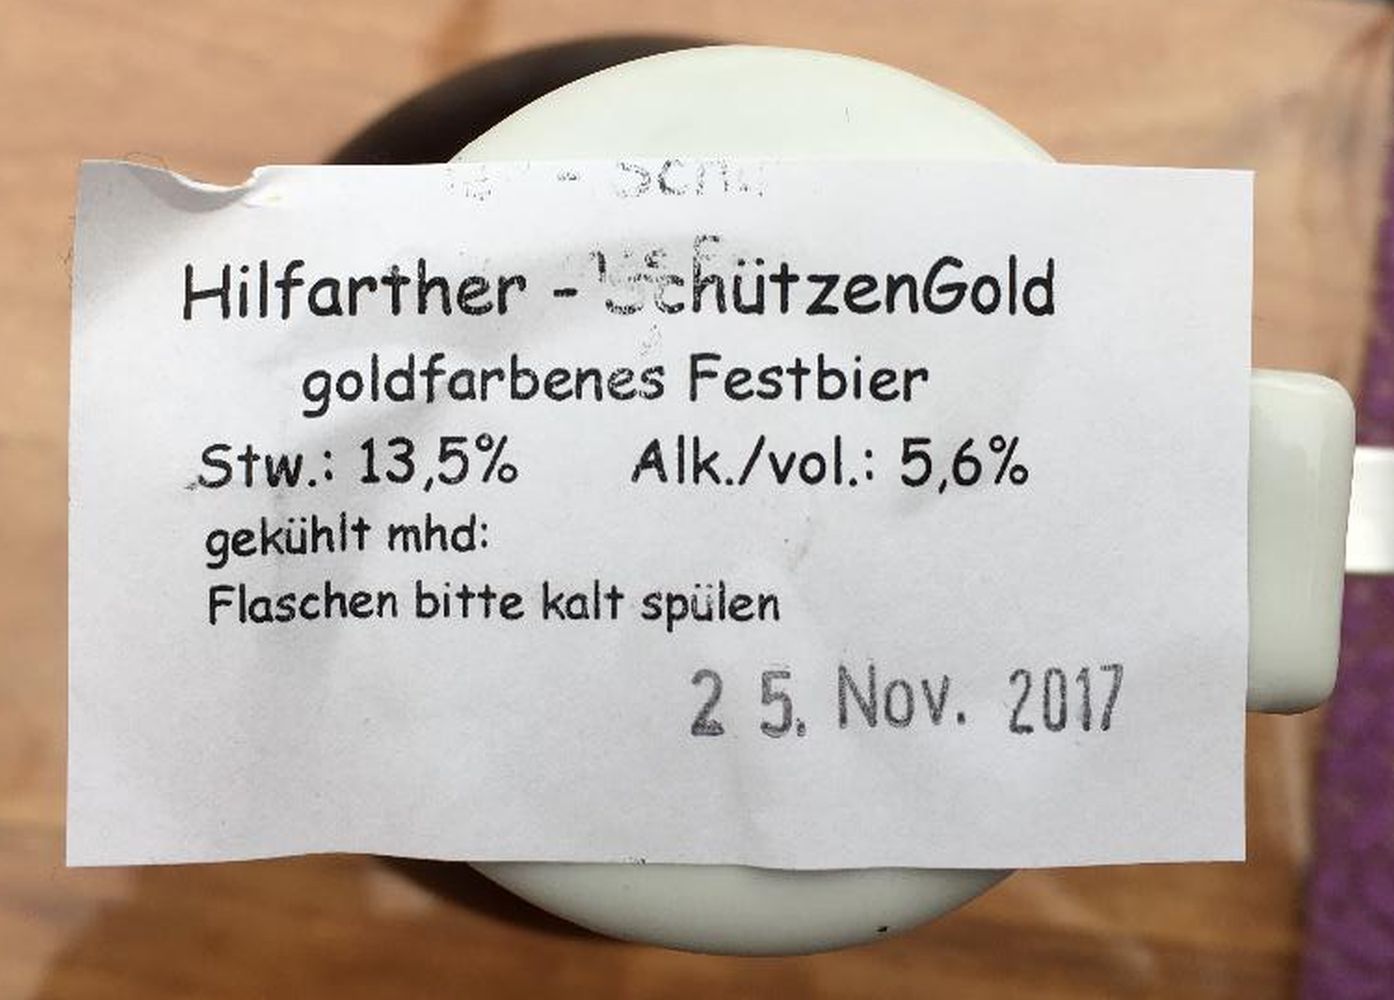 Hilfarther - SchützenGold
goldfarbenes Festbier
Stw.: 13,5% Alk./vol.: 5,6%
gekühlt mhd:
Flaschen bitte kalt spülen
25. Nov. 2017